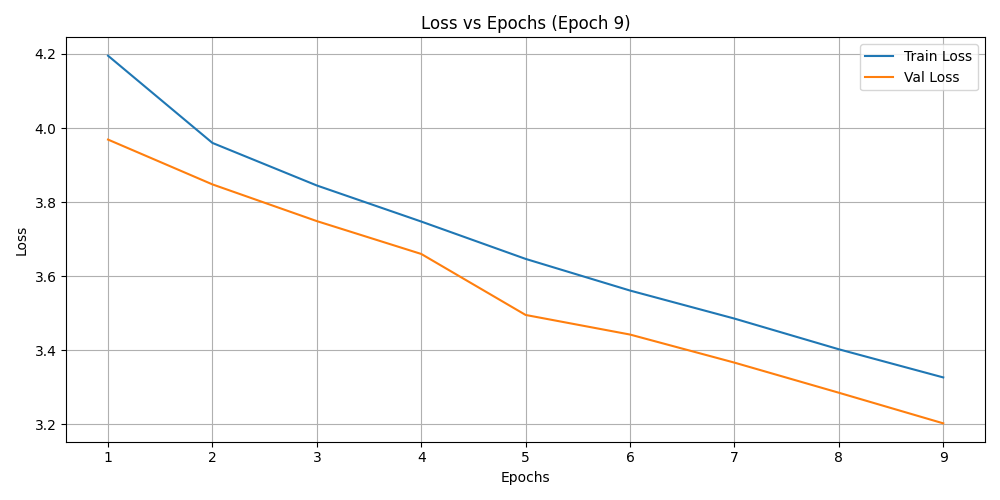 Loss vs Epochs (Epoch 9)
Train Loss
Val Loss
4.2
4.0
3.8
3.6
3.4
3.2
Loss
1 2 3 4 5 6 7 8 9
Epochs